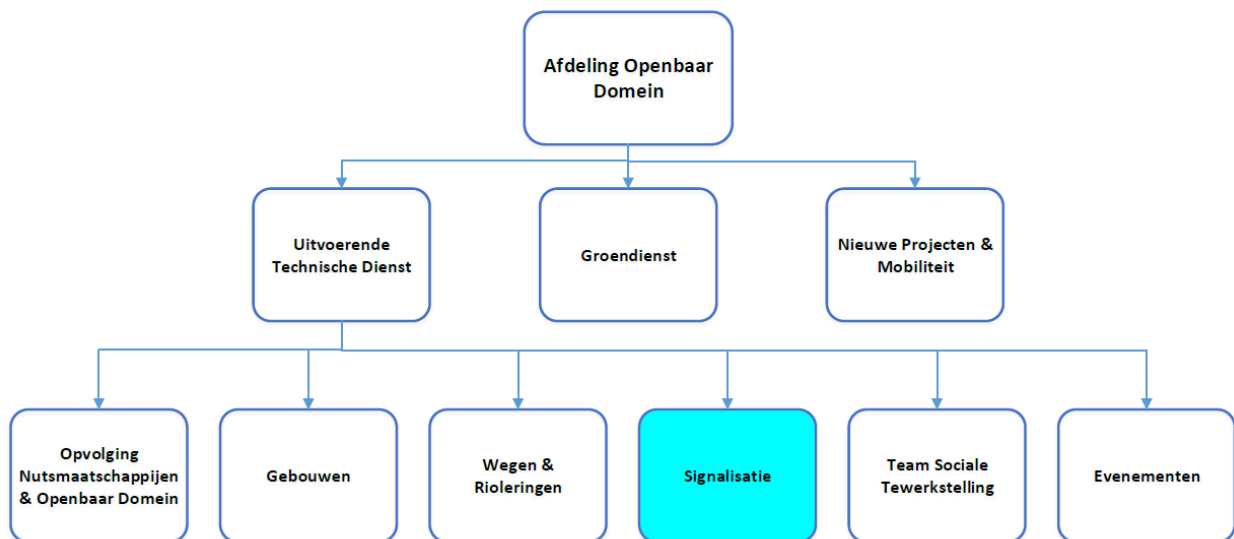 Afdeling Openbaar
Domein
Uitvoerende
Technische Dienst
Groendienst
Nieuwe Projecten &
Mobiliteit
Opvolging
Nutsmaatschappijen
& Openbaar Domein
Gebouwen
Wegen &
Rioleringen
Signalisatie
Team Sociale
Tewerkstelling
Evenementen